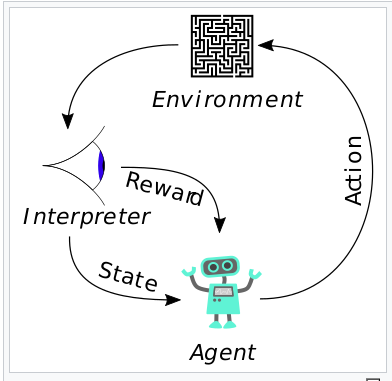 Environment
Reward
Action
Interpreter
State
Agent